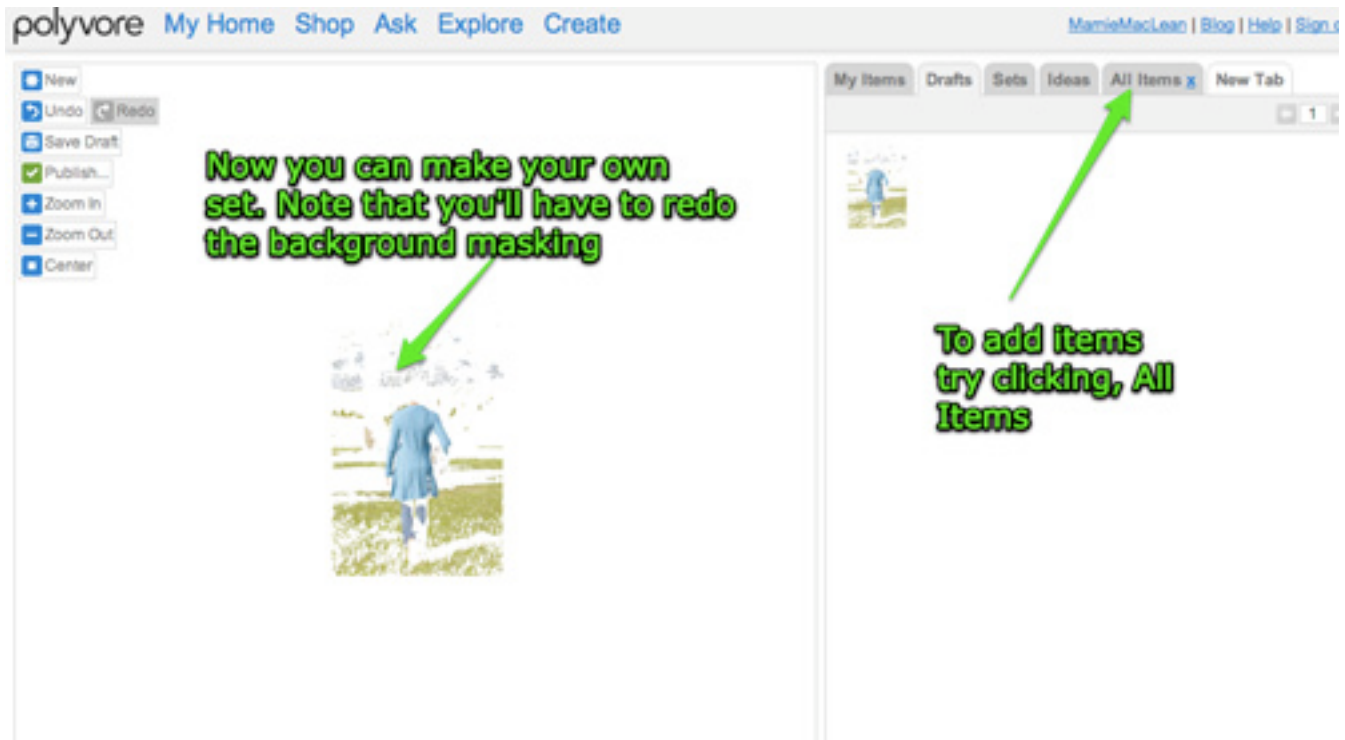 polyvore My Home Shop Ask Explore Create
MamieMacLean | Blog | Help | Sign
New
Undo Redo
Save Draft
Publish...
Zoom In
Zoom Out
Center
Now you can make your own
set. Note that you'll have to redo
the background masking
My Items Drafts Sets Ideas All Items x New Tab
1
To add items
try clicking, All
Items